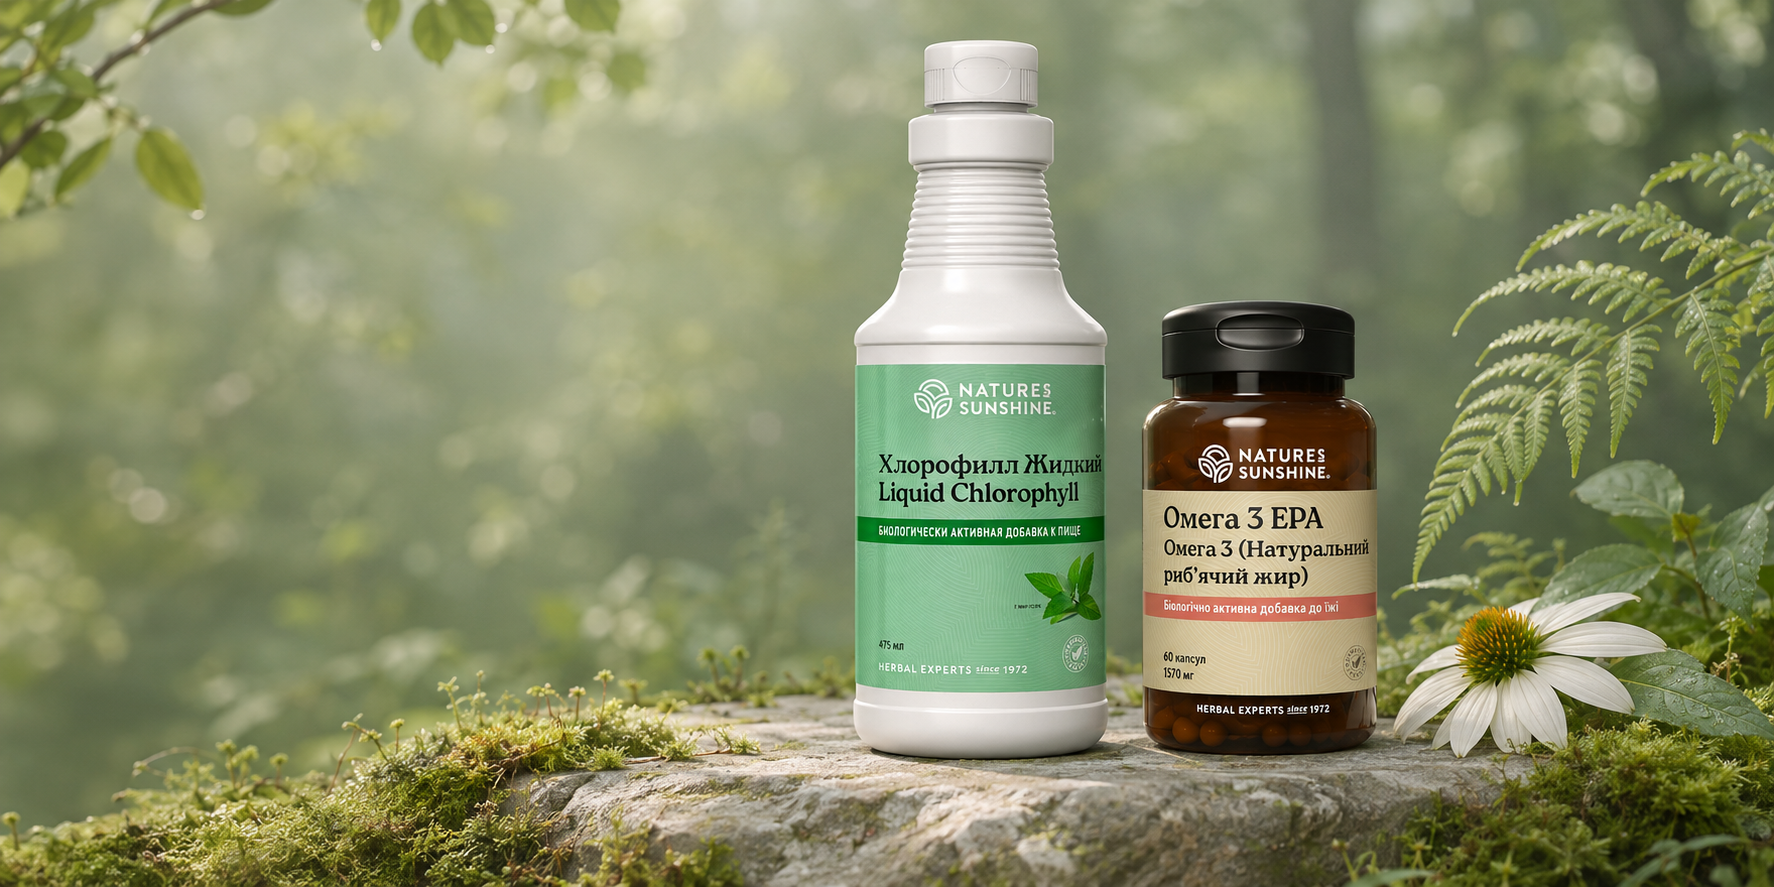 NATURE'S
SUNSHINE®
Хлорофилл Жидкий
Liquid Chlorophyll
БИОЛОГИЧЕСКИ АКТИВНАЯ ДОБАВКА К ПИЩЕ
475 мл
HERBAL EXPERTS since 1972
NATURE'S
SUNSHINE®
Омега 3 EPA
Омега 3 (Натуральний
риб'ячий жир)
Біологічно активна добавка до їжі
60 капсул
1570 мг
HERBAL EXPERTS since 1972